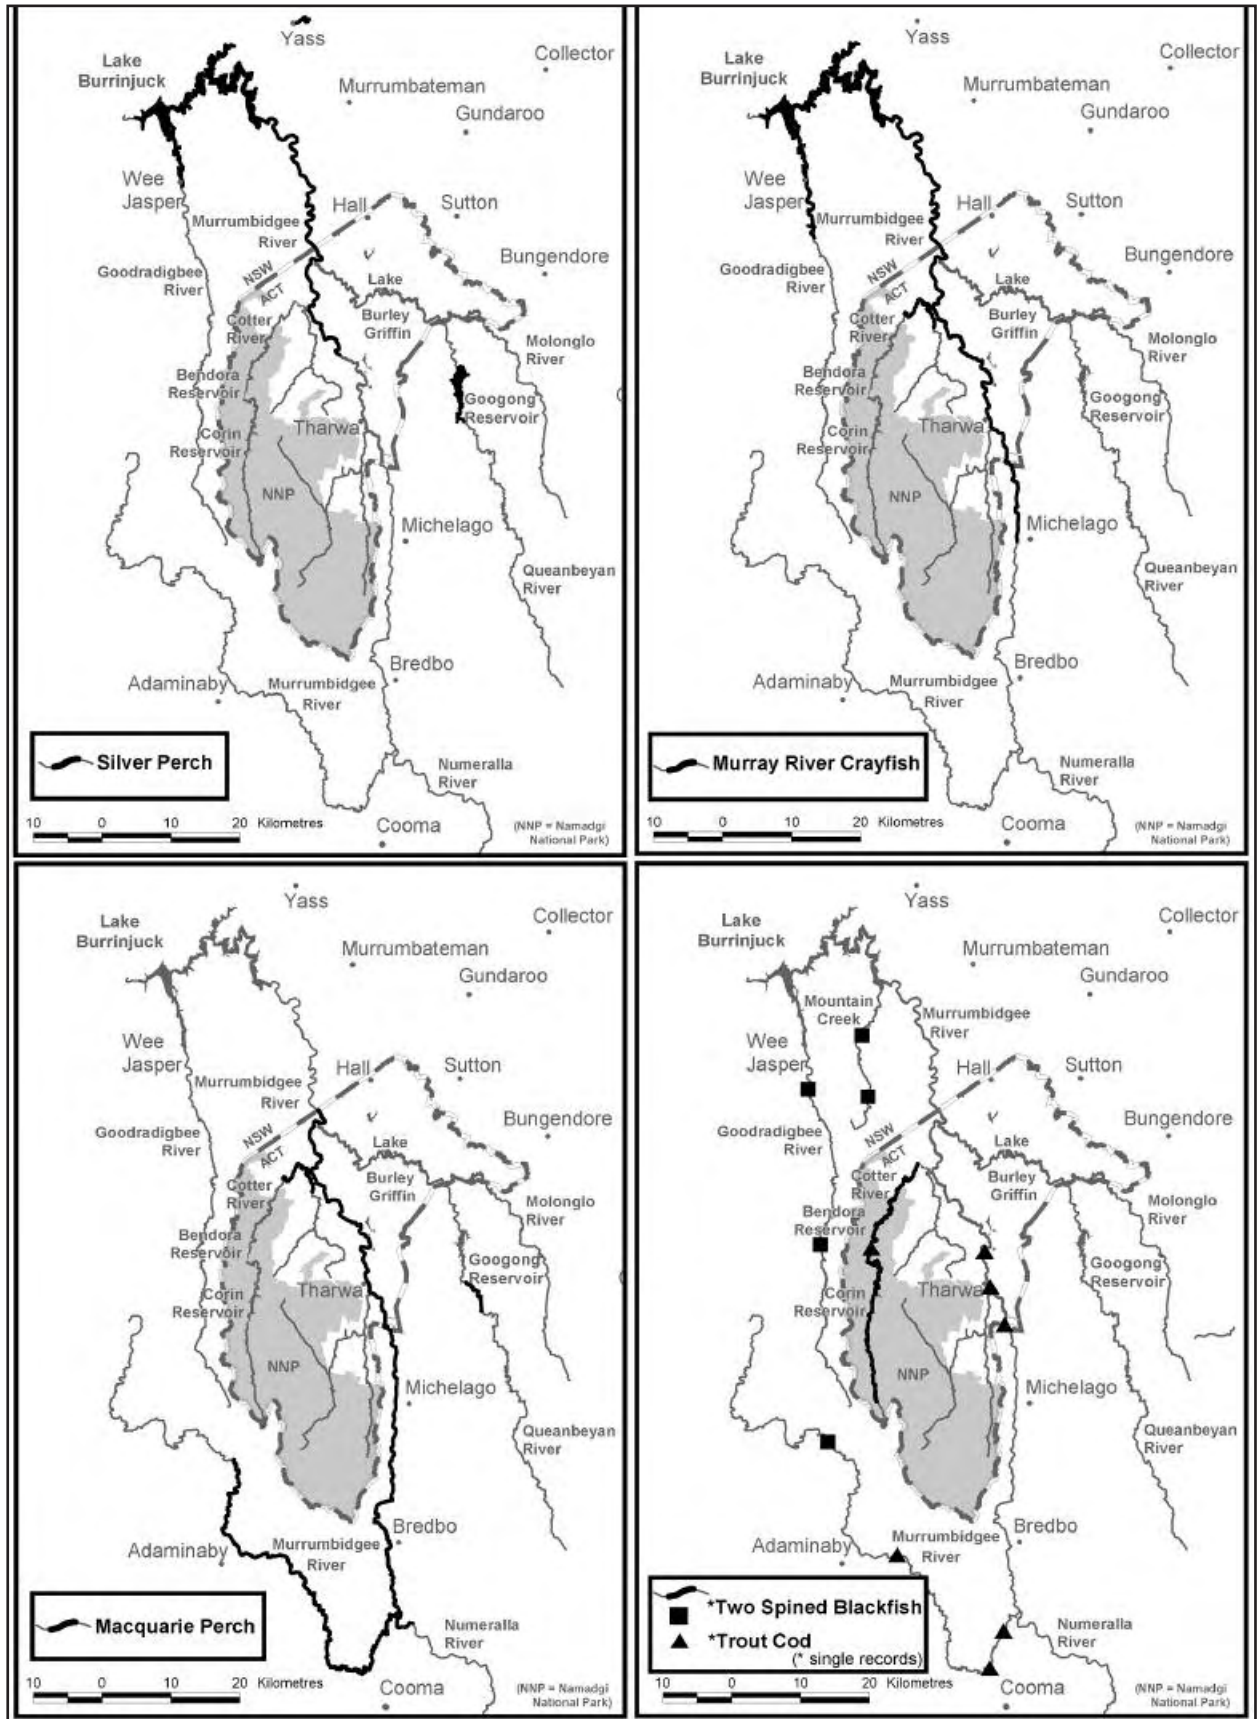 Yass
Collector
Lake
Burrinjuck
Murrumbateman
Gundaroo
Wee
Jasper
Hall
Sutton
Murrumbidgee
River
Bungendore
Goodradigbee
River
NSW
ACT
Lake
Burley
Griffin
Cotter
River
Molonglo
River
Bendora
Reservoir
Googong
Reservoir
Corin
Reservoir
Tharwa
NNP
Michelago
Queanbeyan
River
Bredbo
Adaminaby
Murrumbidgee
River
Silver Perch
Numeralla
River
10 0 10 20 Kilometres
Cooma
(NNP = Namadgi
National Park)
Yass
Collector
Lake
Burrinjuck
Murrumbateman
Gundaroo
Wee
Jasper
Hall
Sutton
Murrumbidgee
River
Bungendore
Goodradigbee
River
NSW
ACT
Lake
Burley
Griffin
Cotter
River
Molonglo
River
Bendora
Reservoir
Googong
Reservoir
Corin
Reservoir
Tharwa
NNP
Michelago
Queanbeyan
River
Bredbo
Adaminaby
Murrumbidgee
River
Murray River Crayfish
Numeralla
River
10 0 10 20 Kilometres
Cooma
(NNP = Namadgi
National Park)
Yass
Collector
Lake
Burrinjuck
Murrumbateman
Gundaroo
Wee
Jasper
Hall
Sutton
Murrumbidgee
River
Bungendore
Goodradigbee
River
NSW
ACT
Lake
Burley
Griffin
Cotter
River
Molonglo
River
Bendora
Reservoir
Googong
Reservoir
Corin
Reservoir
Tharwa
NNP
Michelago
Queanbeyan
River
Bredbo
Adaminaby
Murrumbidgee
River
Macquarie Perch
Numeralla
River
10 0 10 20 Kilometres
Cooma
(NNP = Namadgi
National Park)
Yass
Collector
Lake
Burrinjuck
Murrumbateman
Gundaroo
Mountain
Creek
Murrumbidgee
River
Wee
Jasper
Hall
Sutton
Bungendore
Goodradigbee
River
NSW
ACT
Lake
Burley
Griffin
Cotter
River
Molonglo
River
Bendora
Reservoir
Googong
Reservoir
Corin
Reservoir
Tharwa
NNP
Michelago
Queanbeyan
River
Bredbo
Adaminaby
Murrumbidgee
River
*Two Spined Blackfish
*Trout Cod
(* single records)
Numeralla
River
10 0 10 20 Kilometres
Cooma
(NNP = Namadgi
National Park)